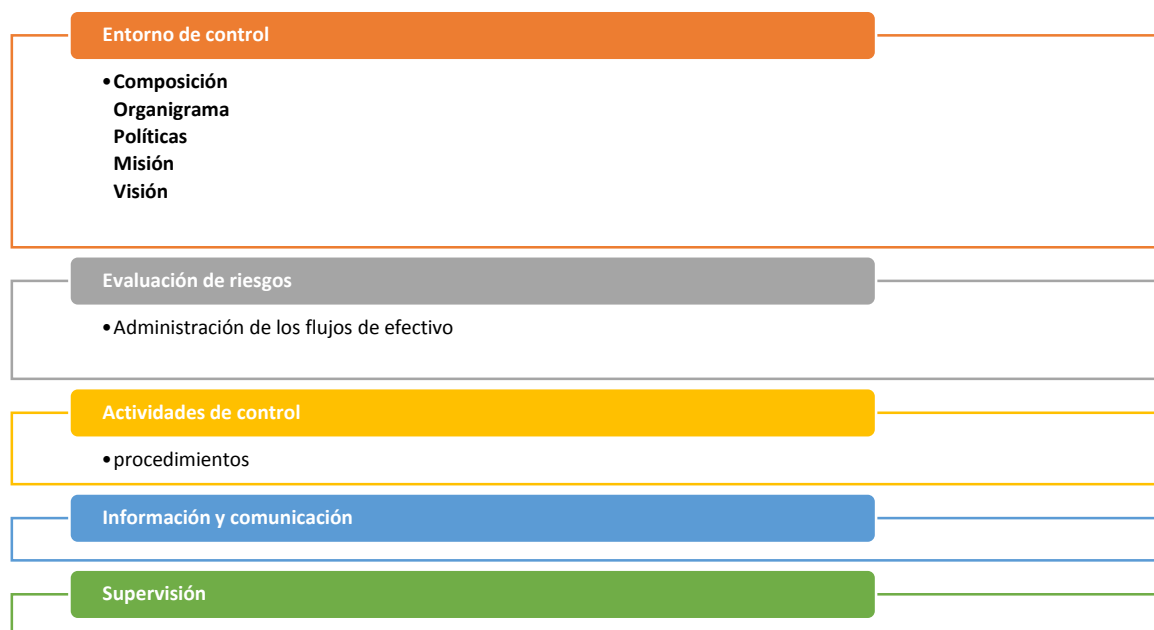 Entorno de control
•Composición
Organigrama
Políticas
Misión
Visión
Evaluación de riesgos
•Administración de los flujos de efectivo
Actividades de control
•procedimientos
Información y comunicación
Supervisión